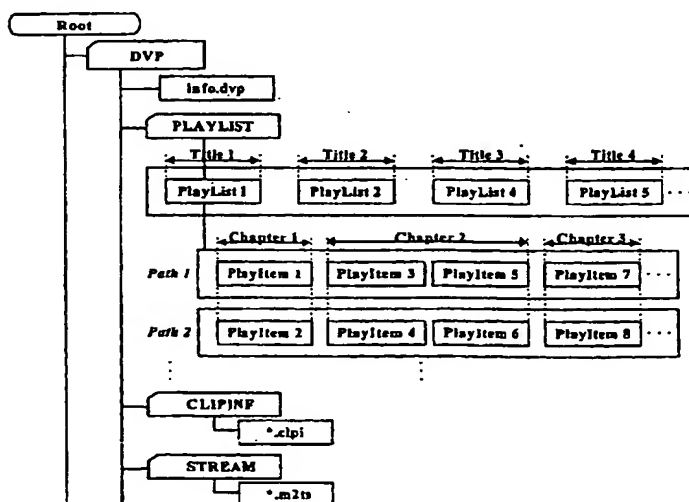 Root
DVP
info.dvp
PLAYLIST
Title 1 Title 2 Title 3 Title 4
PlayList 1 PlayList 2 PlayList 4 PlayList 5 ...
Chapter 1 Chapter 2 Chapter 3
Path 1 PlayItem 1 PlayItem 3 PlayItem 5 PlayItem 7 ...
Path 2 PlayItem 2 PlayItem 4 PlayItem 6 PlayItem 8 ...
CLIPINF
*.clpi
STREAM
*.m2ts